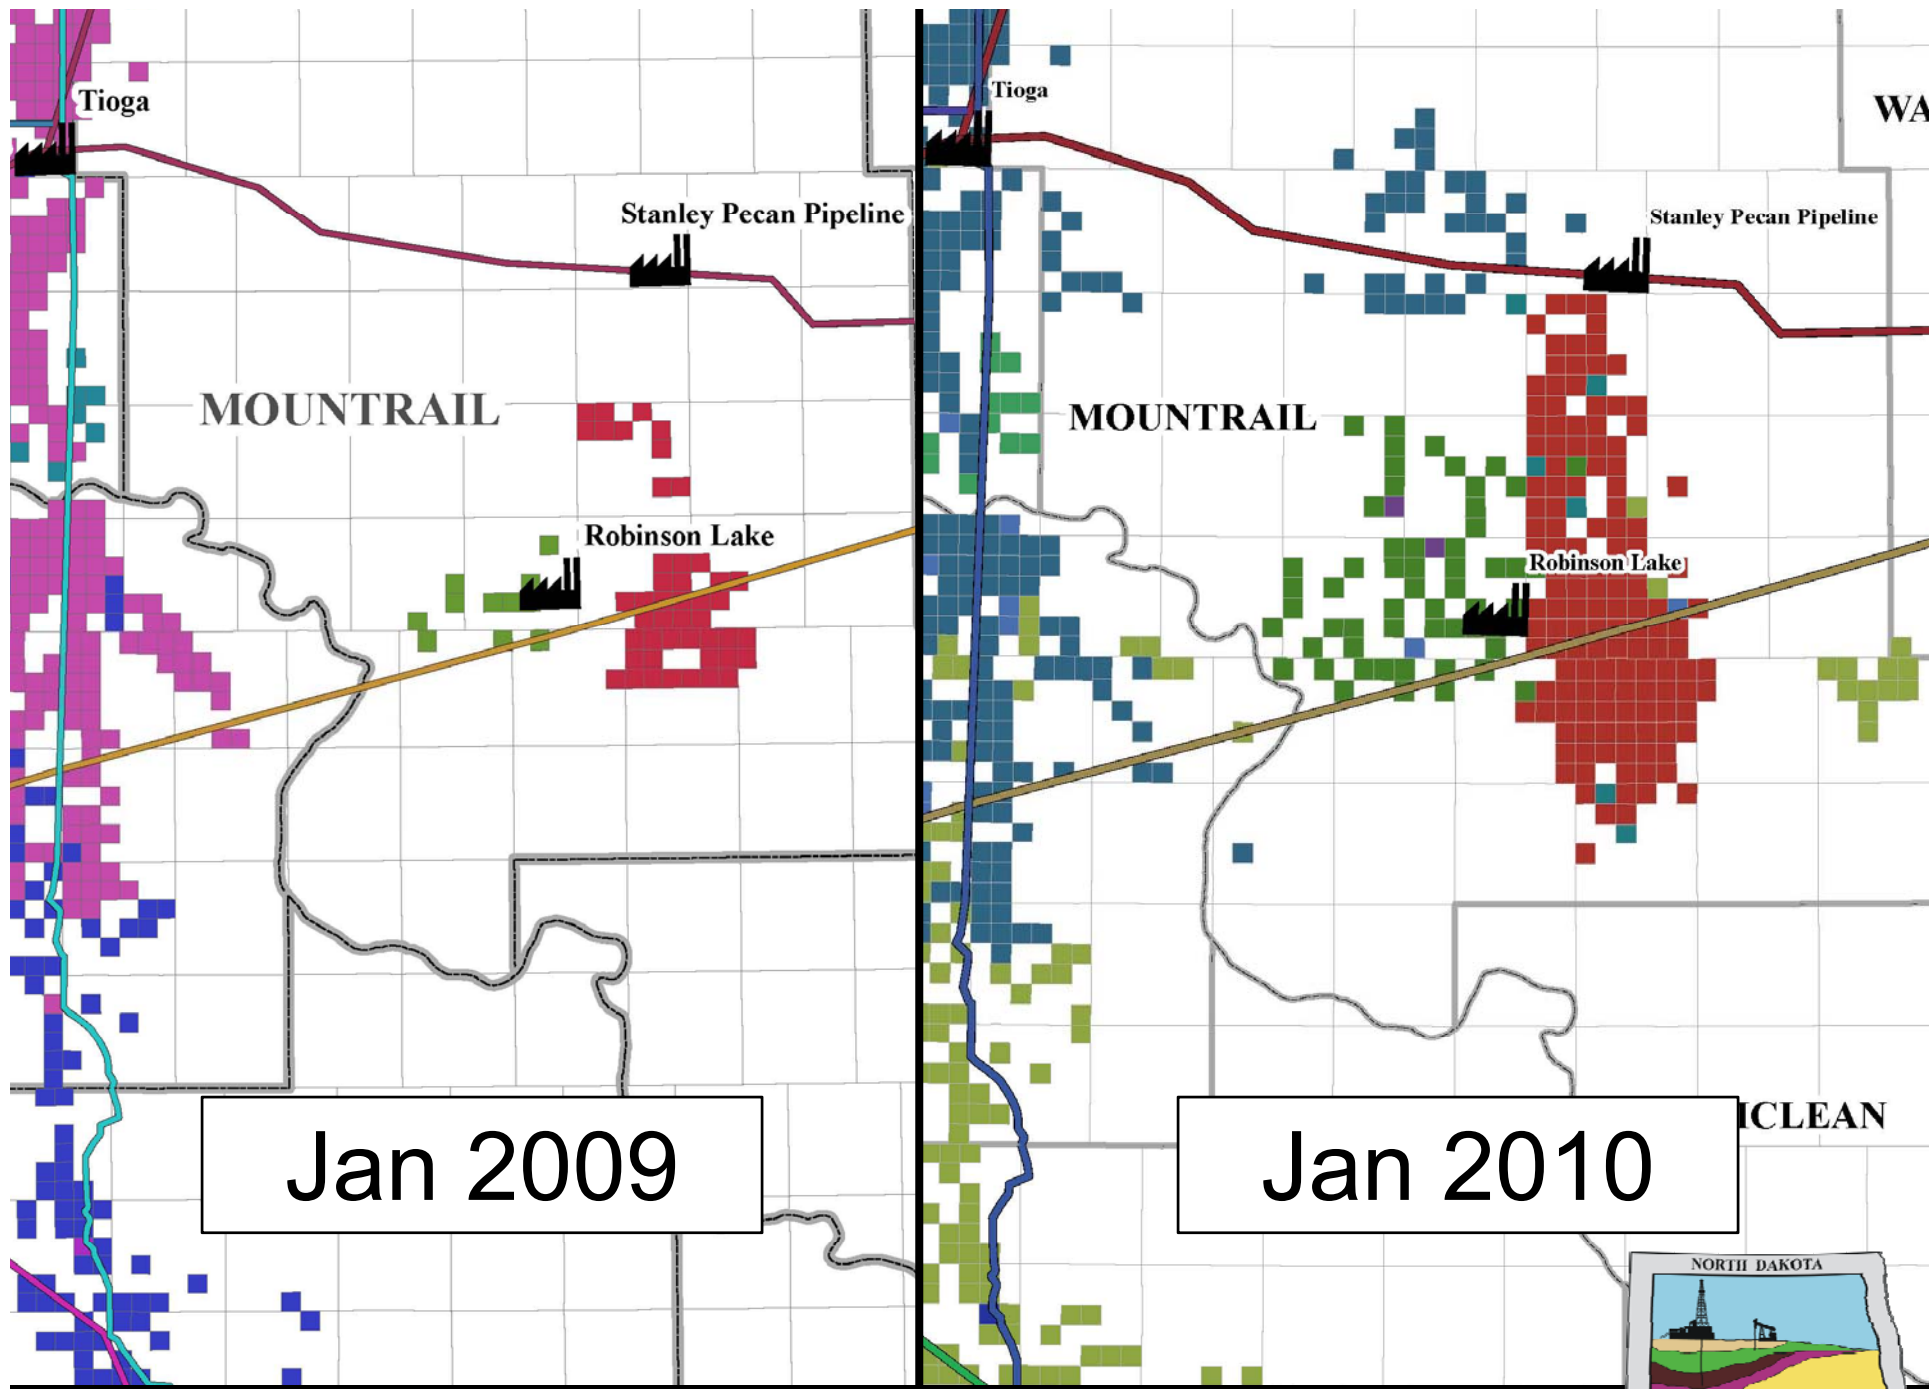 Tioga
Stanley Pecan Pipeline
MOUNTRAIL
Robinson Lake
Jan 2009
Tioga
WA
Stanley Pecan Pipeline
MOUNTRAIL
Robinson Lake
ICLEAN
Jan 2010
NORTH DAKOTA